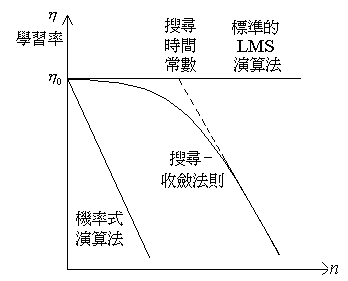 η
學習率
η₀
搜尋
時間
常數
標準的
LMS
演算法
搜尋－
收斂法則
機率式
演算法
n